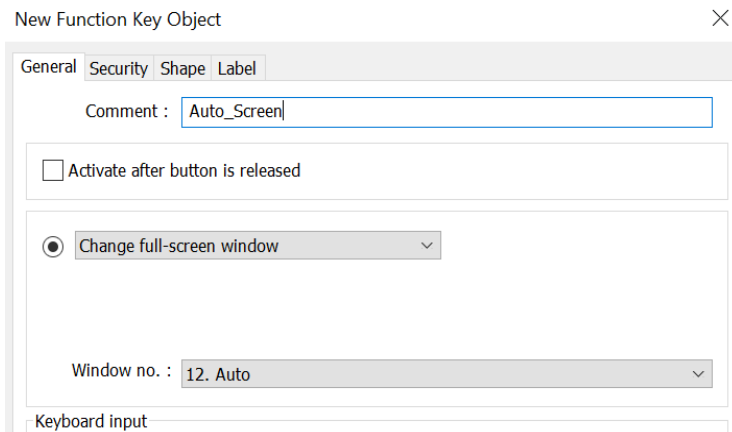 New Function Key Object
General Security Shape Label
Comment : Auto_Screen
Activate after button is released
Change full-screen window
Window no. : 12. Auto
Keyboard input